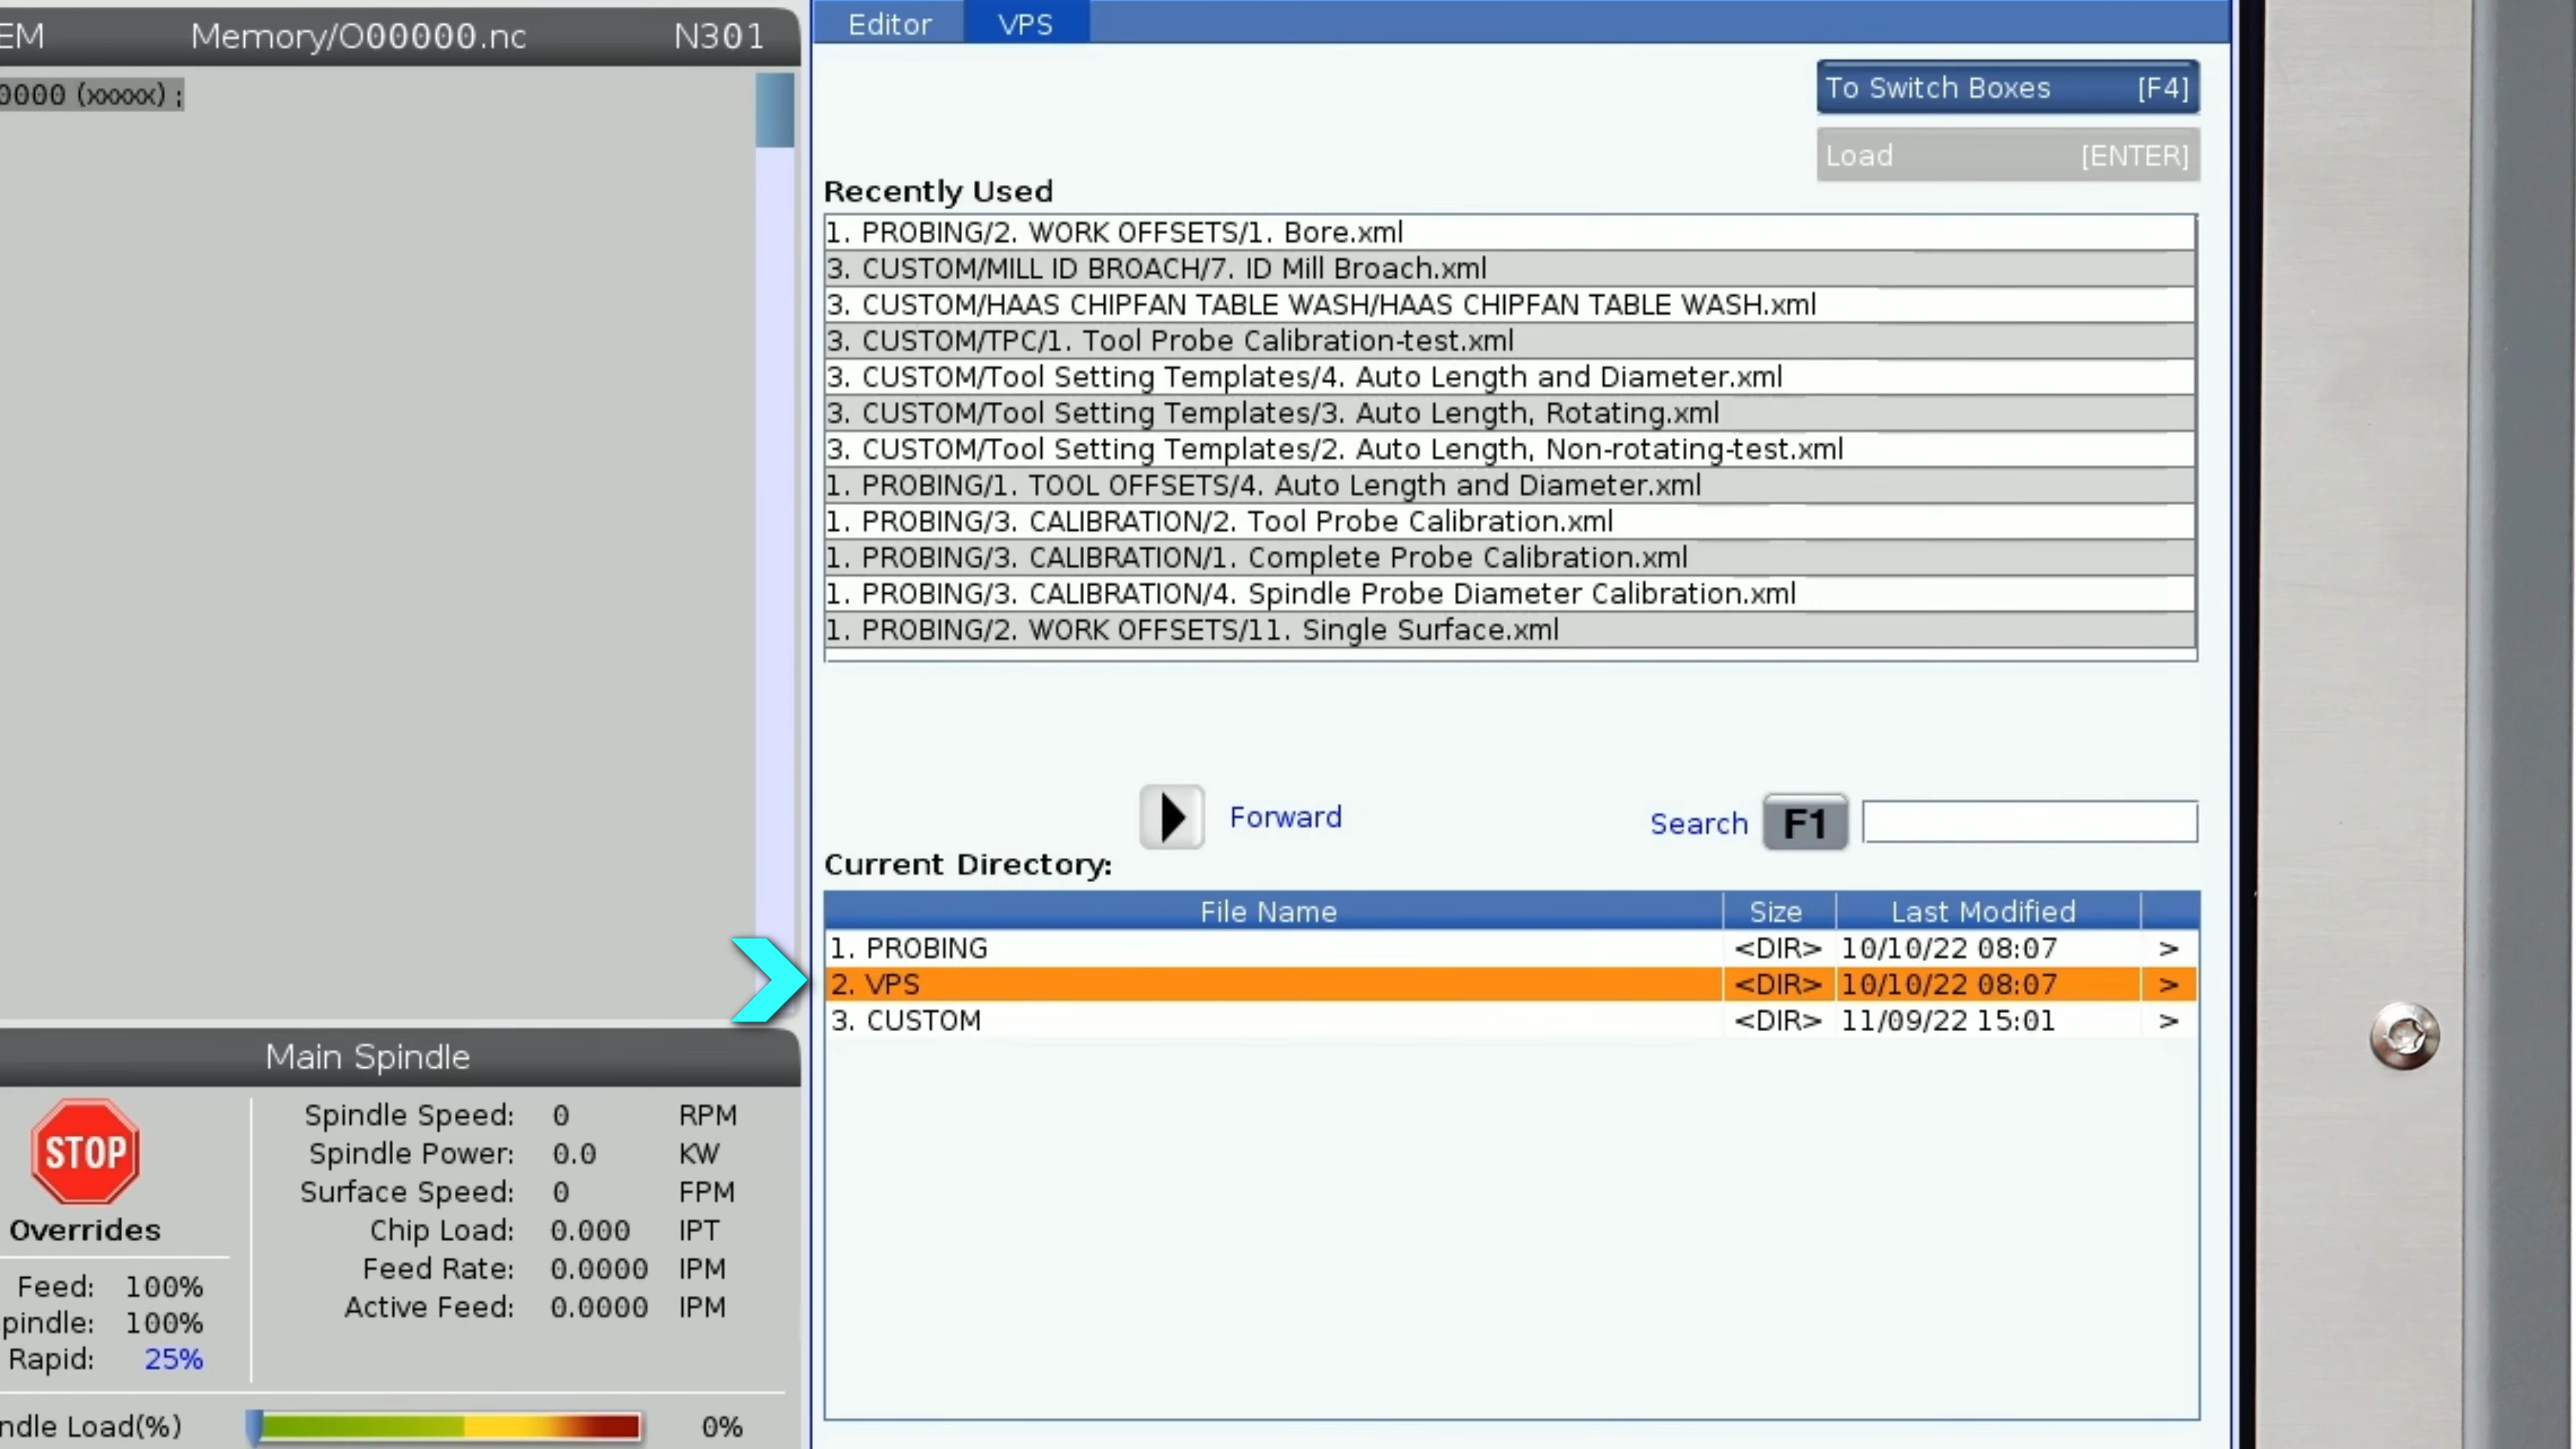 EM Memory/O00000.nc N301
0000 (xxxxx) ;
Editor VPS
To Switch Boxes [F4]
Load [ENTER]
Recently Used
1. PROBING/2. WORK OFFSETS/1. Bore.xml
3. CUSTOM/MILL ID BROACH/7. ID Mill Broach.xml
3. CUSTOM/HAAS CHIPFAN TABLE WASH/HAAS CHIPFAN TABLE WASH.xml
3. CUSTOM/TPC/1. Tool Probe Calibration-test.xml
3. CUSTOM/Tool Setting Templates/4. Auto Length and Diameter.xml
3. CUSTOM/Tool Setting Templates/3. Auto Length, Rotating.xml
3. CUSTOM/Tool Setting Templates/2. Auto Length, Non-rotating-test.xml
1. PROBING/1. TOOL OFFSETS/4. Auto Length and Diameter.xml
1. PROBING/3. CALIBRATION/2. Tool Probe Calibration.xml
1. PROBING/3. CALIBRATION/1. Complete Probe Calibration.xml
1. PROBING/3. CALIBRATION/4. Spindle Probe Diameter Calibration.xml
1. PROBING/2. WORK OFFSETS/11. Single Surface.xml
Forward Search F1
Current Directory:
File Name Size Last Modified
1. PROBING <DIR> 10/10/22 08:07 >
2. VPS <DIR> 10/10/22 08:07 >
3. CUSTOM <DIR> 11/09/22 15:01 >
Main Spindle
STOP
Overrides
Feed: 100%
pindle: 100%
Rapid: 25%
Spindle Speed: 0 RPM
Spindle Power: 0.0 KW
Surface Speed: 0 FPM
Chip Load: 0.000 IPT
Feed Rate: 0.0000 IPM
Active Feed: 0.0000 IPM
ndle Load(%) 0%